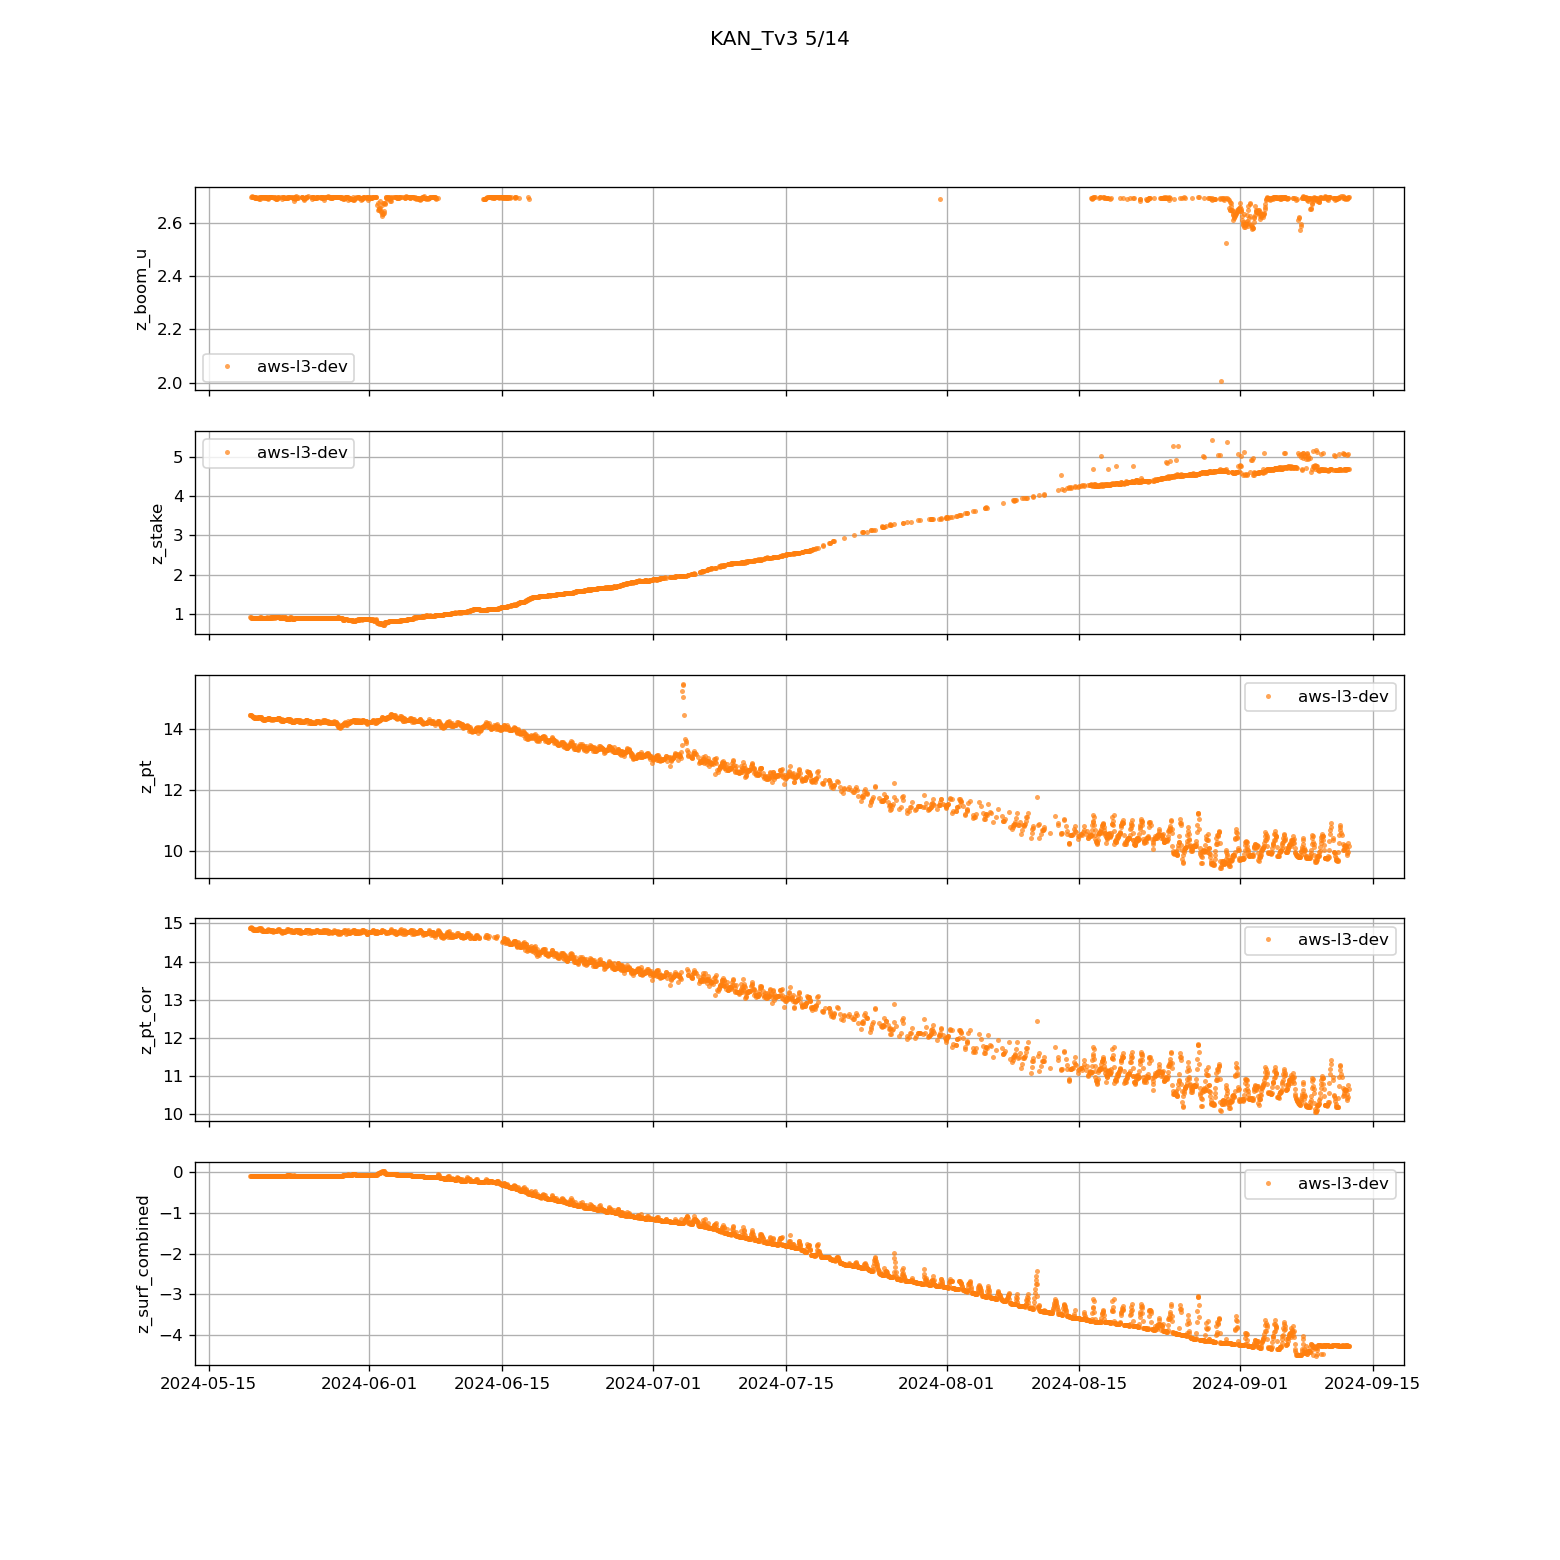 KAN_Tv3 5/14
z_boom_u
2.6
2.4
2.2
2.0
aws-l3-dev
z_stake
5
4
3
2
1
aws-l3-dev
z_pt
14
12
10
aws-l3-dev
z_pt_cor
15
14
13
12
11
10
aws-l3-dev
z_surf_combined
0
−1
−2
−3
−4
aws-l3-dev
2024-05-15 2024-06-01 2024-06-15 2024-07-01 2024-07-15 2024-08-01 2024-08-15 2024-09-01 2024-09-15